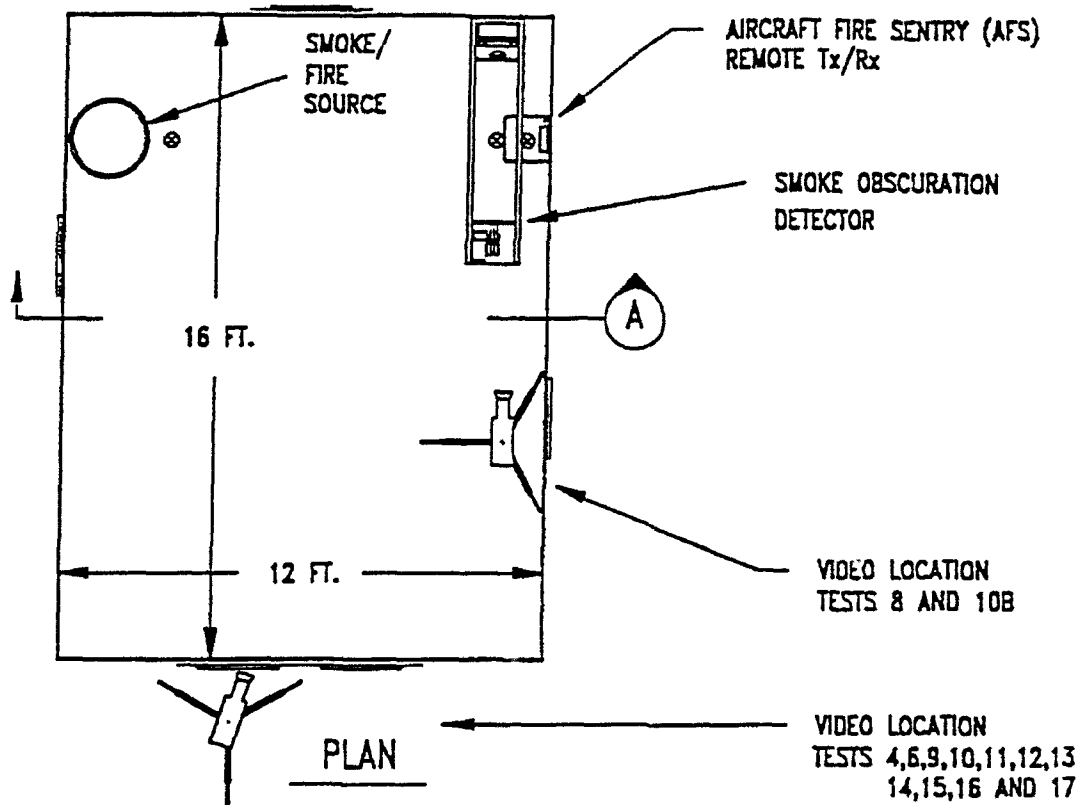 SMOKE/
FIRE
SOURCE
AIRCRAFT FIRE SENTRY (AFS)
REMOTE Tx/Rx
SMOKE OBSCURATION
DETECTOR
A
16 FT.
12 FT.
VIDEO LOCATION
TESTS 8 AND 10B
PLAN
VIDEO LOCATION
TESTS 4,6,9,10,11,12,13
14,15,16 AND 17